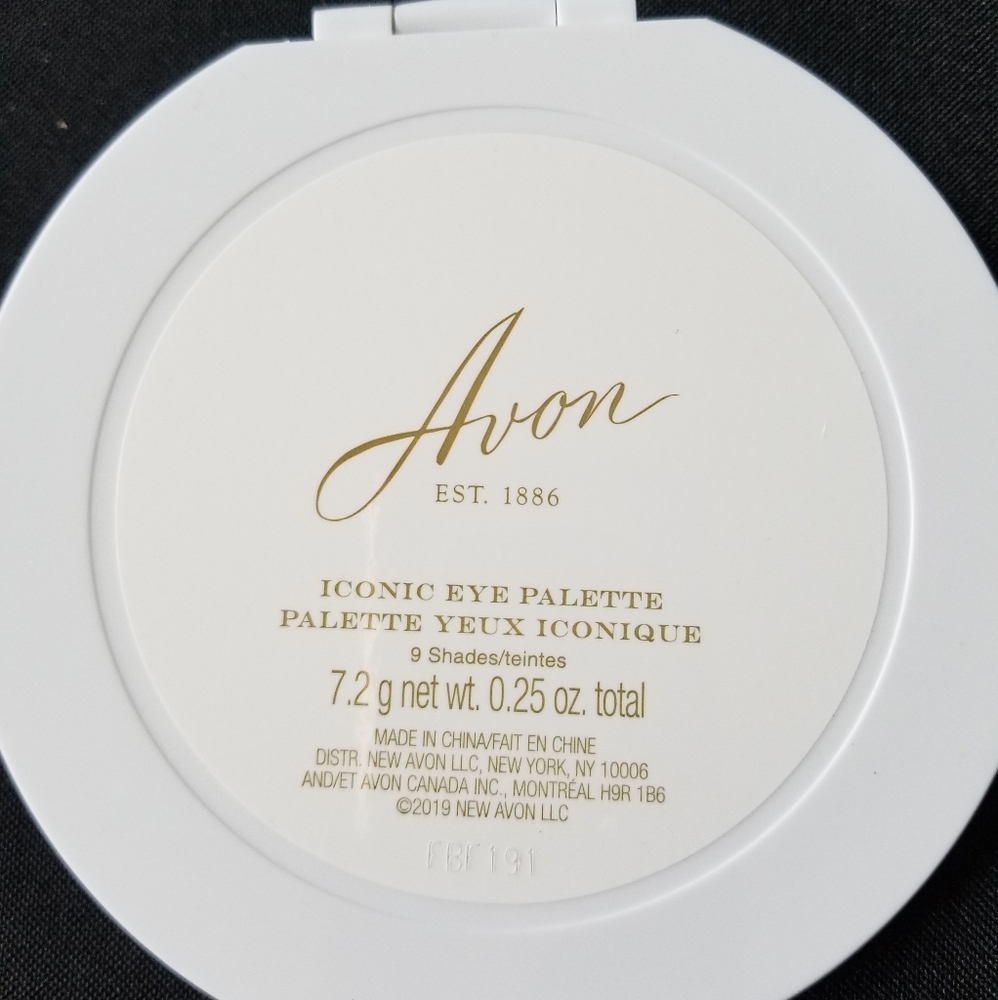 Avon
EST. 1886
ICONIC EYE PALETTE
PALETTE YEUX ICONIQUE
9 Shades/teintes
7.2 g net wt. 0.25 oz. total
MADE IN CHINA/FAIT EN CHINE
DISTR. NEW AVON LLC, NEW YORK, NY 10006
AND/ET AVON CANADA INC., MONTRÉAL H9R 1B6
©2019 NEW AVON LLC